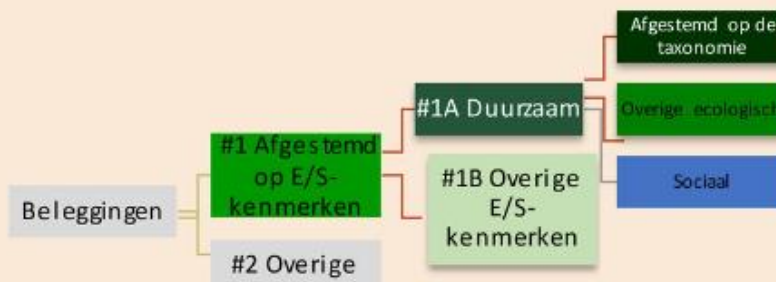 Afgestemd op de
taxonomie
#1A Duurzaam
Overige ecologisch
#1 Afgestemd
op E/S-
kenmerken
#1B Overige
E/S-
kenmerken
Sociaal
Beleggingen
#2 Overige